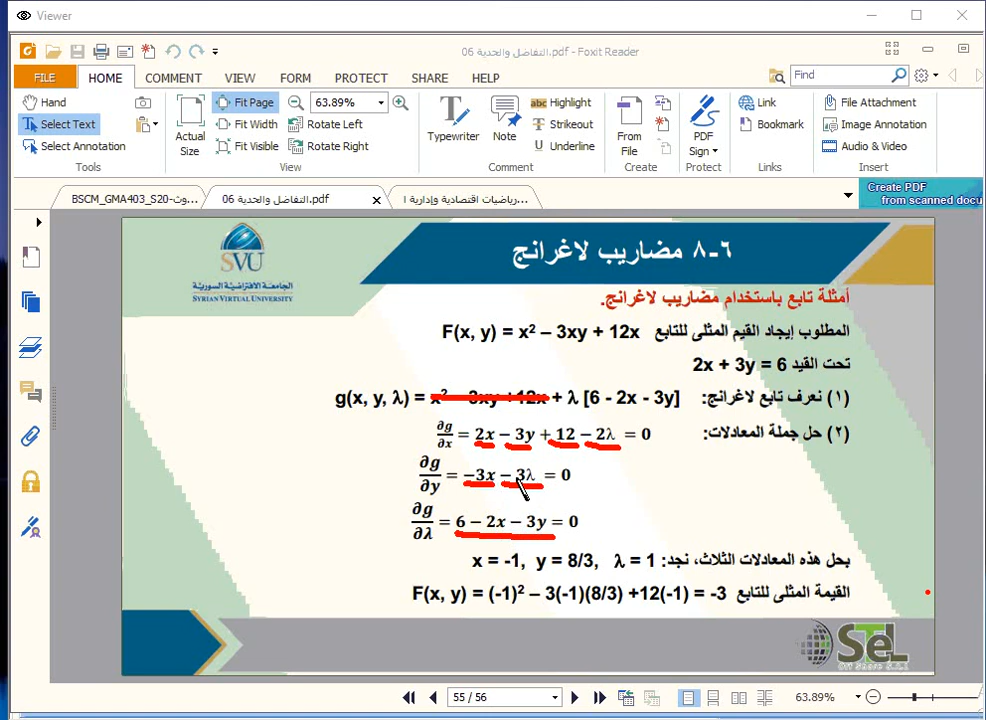 Viewer
التفاضل والحدية 06.pdf - Foxit Reader
FILE HOME COMMENT VIEW FORM PROTECT SHARE HELP Find
Hand
Select Text
Select Annotation
Tools
Actual Size
Fit Page
Fit Width
Fit Visible
63.89%
Rotate Left
Rotate Right
View
Typewriter
Note
Highlight
Strikeout
Underline
Comment
From File
Create
PDF Sign
Protect
Link
Bookmark
Links
File Attachment
Image Annotation
Audio & Video
Insert
BSCM_GMA403_S20-وت...
التفاضل والحدية 06.pdf
رياضيات اقتصادية وإدارية ا...
Create PDF
from scanned docu
٦-٨ مضاريب لاغرانج
SVU
الجامعة الافتراضية السورية
SYRIAN VIRTUAL UNIVERSITY
أمثلة تابع باستخدام مضاريب لاغرانج.
المطلوب إيجاد القيم المثلى للتابع F(x, y) = x² – 3xy + 12x
تحت القيد 2x + 3y = 6
(١) نعرف تابع لاغرانج: g(x, y, λ) = x² – 3xy +12x + λ [6 - 2x - 3y]
(٢) حل جملة المعادلات: ∂g/∂x = 2x − 3y + 12 − 2λ = 0
∂g/∂y = −3x − 3λ = 0
∂g/∂λ = 6 − 2x − 3y = 0
بحل هذه المعادلات الثلاث، نجد: x = -1, y = 8/3, λ = 1
القيمة المثلى للتابع F(x, y) = (-1)² – 3(-1)(8/3) +12(-1) = -3
SeL
55 / 56
63.89%